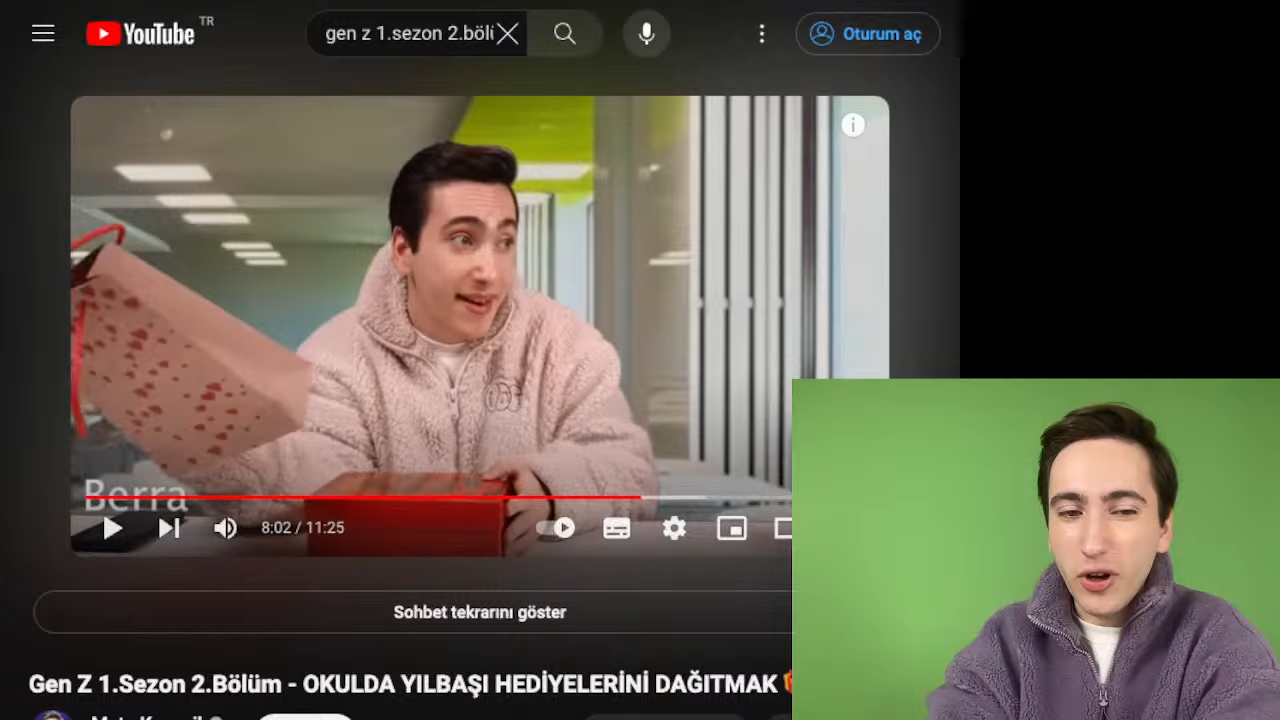 YouTube TR
gen z 1.sezon 2.böli
Oturum aç
Berra
8:02 / 11:25
Sohbet tekrarını göster
Gen Z 1.Sezon 2.Bölüm - OKULDA YILBAŞI HEDİYELERİNİ DAĞITMAK